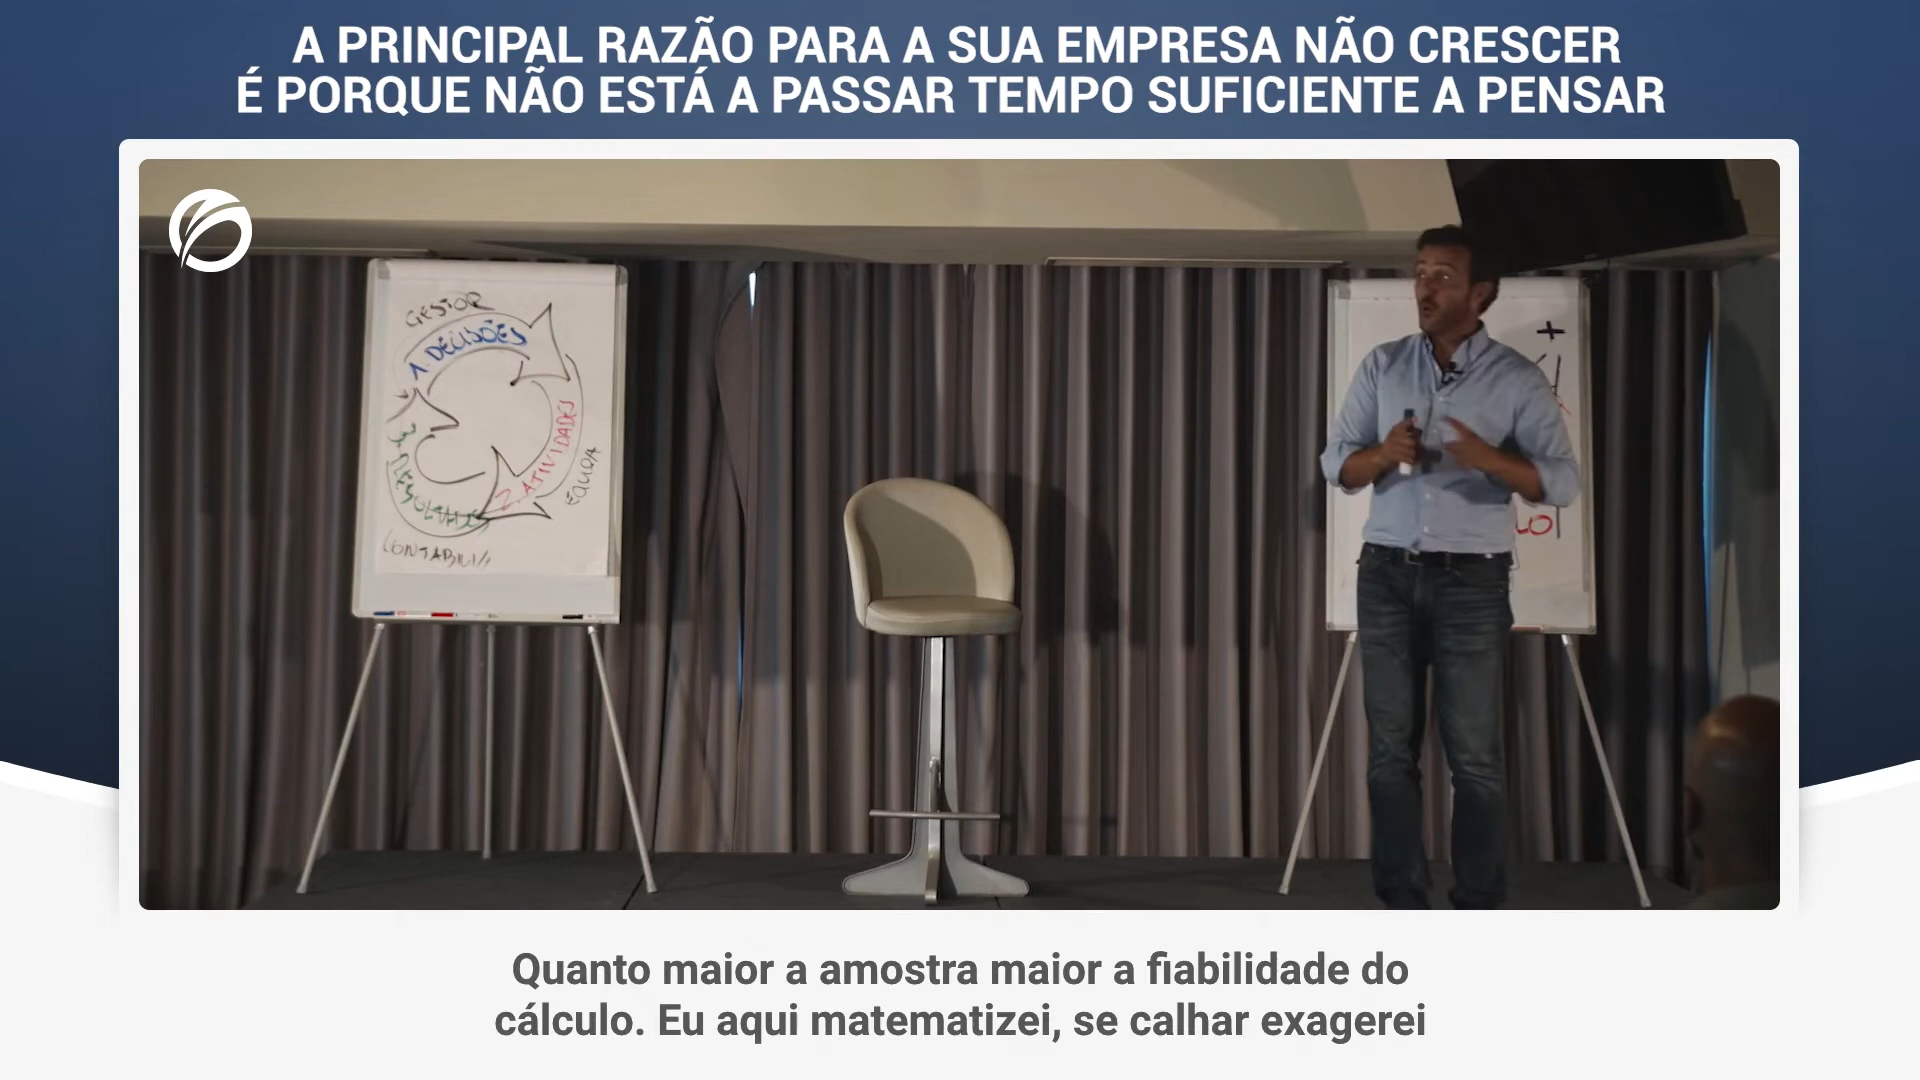 A PRINCIPAL RAZÃO PARA A SUA EMPRESA NÃO CRESCER
É PORQUE NÃO ESTÁ A PASSAR TEMPO SUFICIENTE A PENSAR
GESTOR
1. DECISÕES
2. ATIVIDADES
EQUIPA
3. RESULTADOS
+
LO
Quanto maior a amostra maior a fiabilidade do
cálculo. Eu aqui matematizei, se calhar exagerei